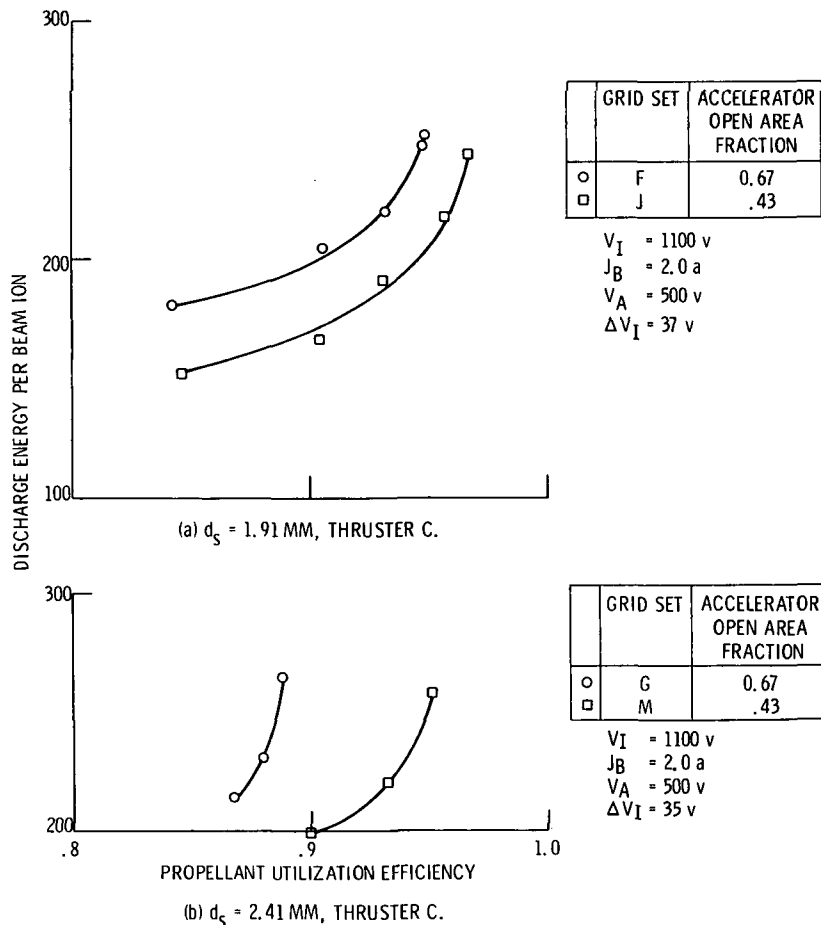 300
200
100
DISCHARGE ENERGY PER BEAM ION
GRID SET ACCELERATOR OPEN AREA FRACTION
F 0.67
J .43
V_I = 1100 v
J_B = 2.0 a
V_A = 500 v
ΔV_I = 37 v
(a) d_s = 1.91 MM, THRUSTER C.
300
200
.8 .9 1.0
PROPELLANT UTILIZATION EFFICIENCY
GRID SET ACCELERATOR OPEN AREA FRACTION
G 0.67
M .43
V_I = 1100 v
J_B = 2.0 a
V_A = 500 v
ΔV_I = 35 v
(b) d_s = 2.41 MM, THRUSTER C.